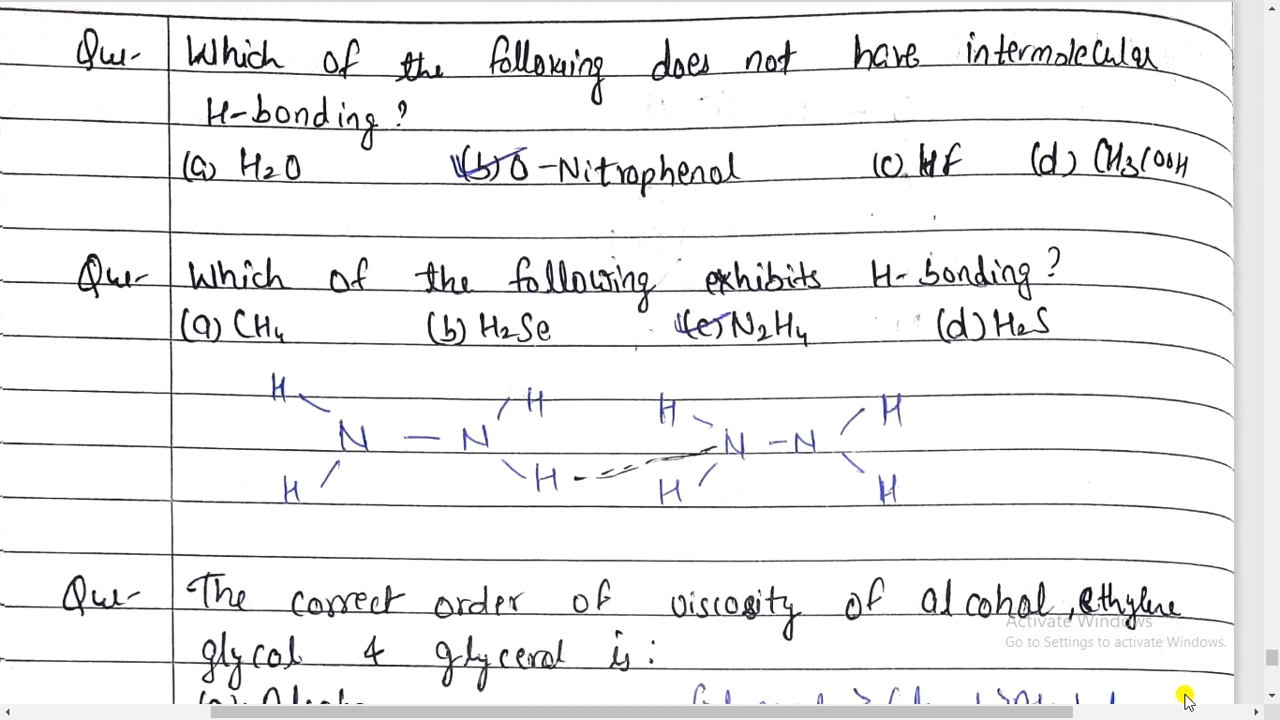 Que- Which of the following does not have intermolecular
H-bonding?
(a) H₂O (b) O-Nitrophenol (c) HF (d) CH₃COOH
Que- Which of the following exhibits H-bonding?
(a) CH₄ (b) H₂Se (c) N₂H₄ (d) H₂S
H H H H
N — N N - N
H H H H
Que- The correct order of viscosity of alcohol, ethylene
glycol & glycerol is:
Activate Windows
Go to Settings to activate Windows.